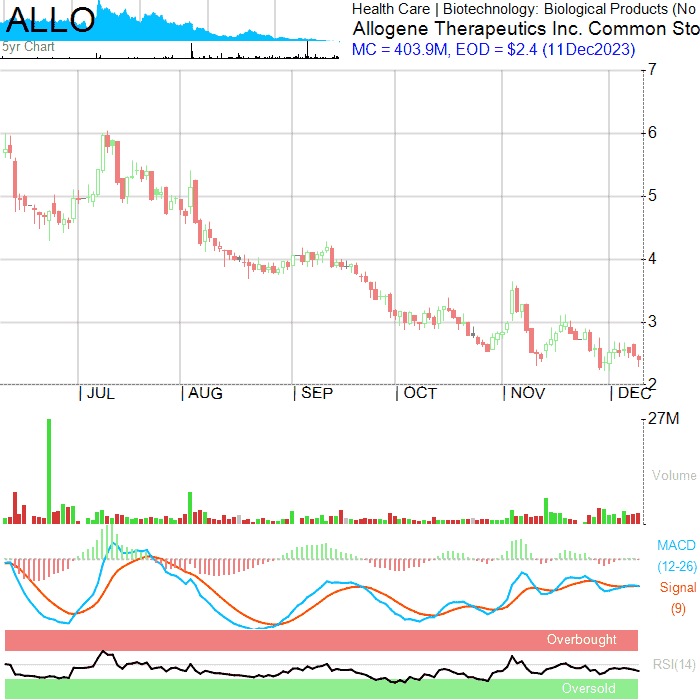 ALLO
5yr Chart
Health Care | Biotechnology: Biological Products (No
Allogene Therapeutics Inc. Common Sto
MC = 403.9M, EOD = $2.4 (11Dec2023)
7
6
5
4
3
2
JUL AUG SEP OCT NOV DEC
27M
Volume
MACD
(12-26)
Signal
(9)
Overbought
RSI(14)
Oversold